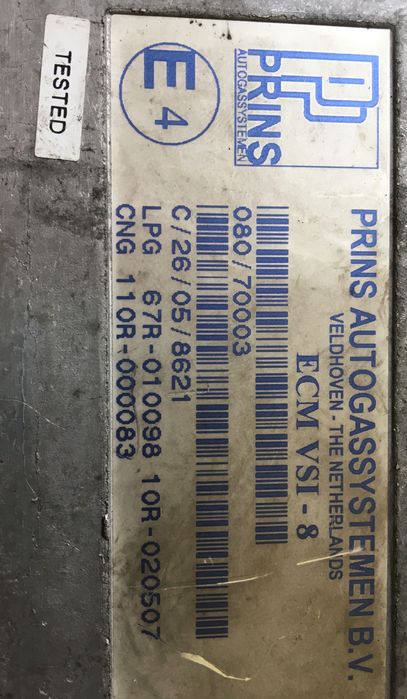 PRINS AUTOGASSYSTEMEN B.V.
VELDHOVEN - THE NETHERLANDS
PRINS
AUTOGASSYSTEMEN
ECM VSI - 8
E4
080/70003
C/26/05/8621
LPG 67R-010098 10R-020507
CNG 110R-000083
TESTED